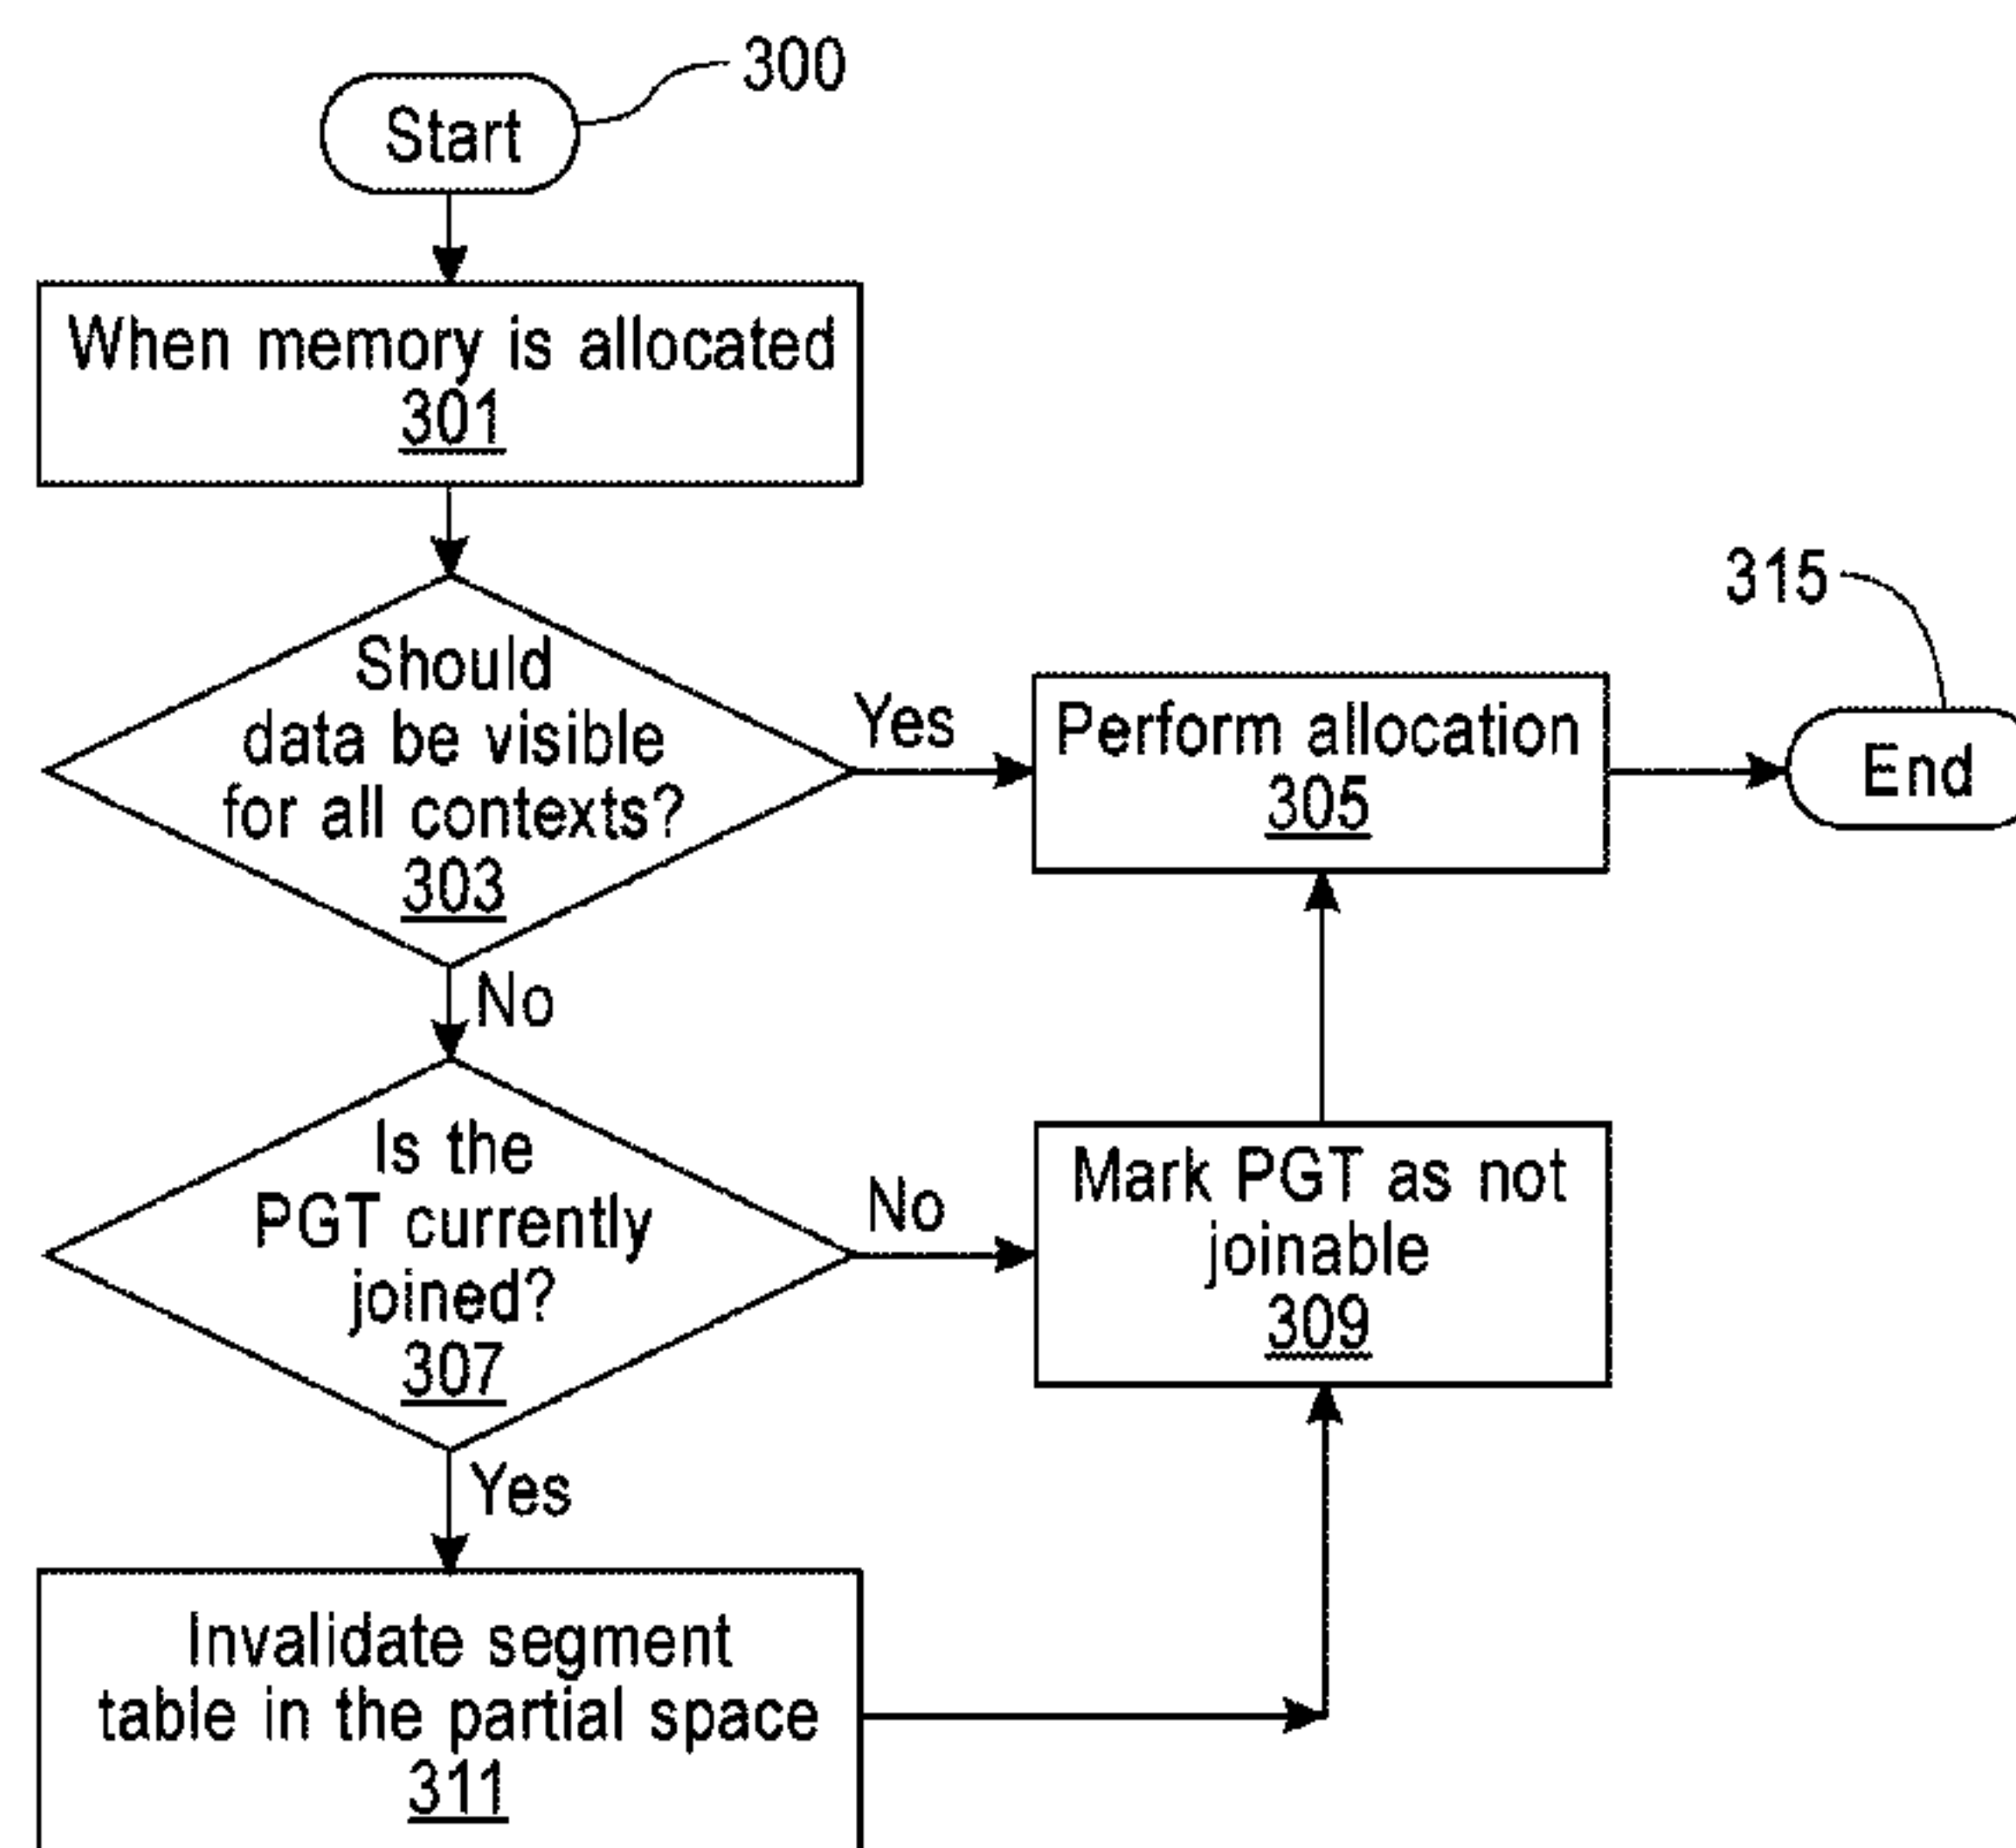 300
Start
When memory is allocated
301
Should
data be visible
for all contexts?
303
Yes
Perform allocation
305
315
End
No
Is the
PGT currently
joined?
307
No
Mark PGT as not
joinable
309
Yes
Invalidate segment
table in the partial space
311